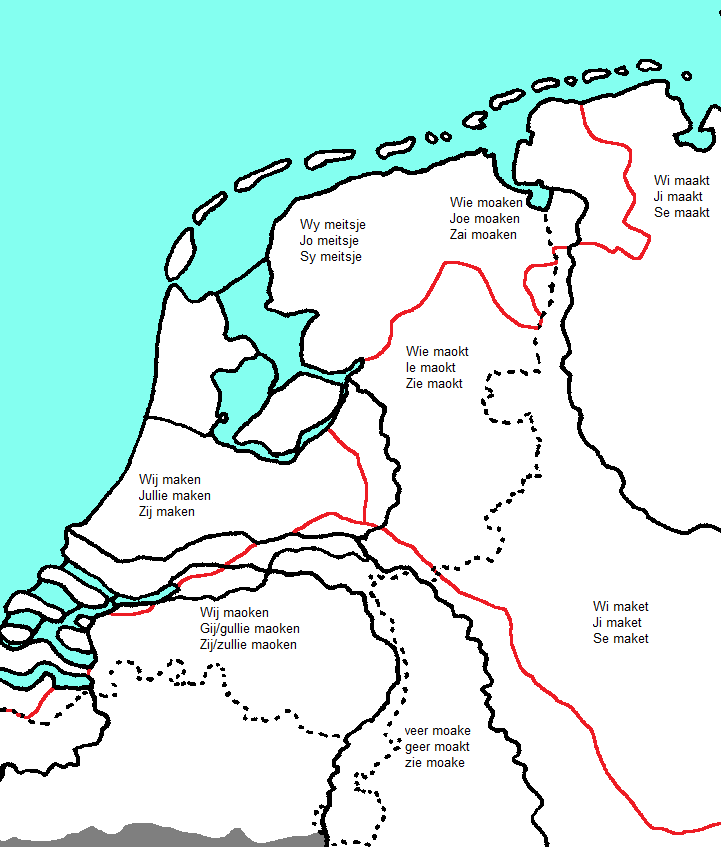 Wi maakt
Ji maakt
Se maakt
Wie moaken
Joe moaken
Zai moaken
Wy meitsje
Jo meitsje
Sy meitsje
Wie maokt
Ie maokt
Zie maokt
Wij maken
Jullie maken
Zij maken
Wij maoken
Gij/gullie maoken
Zij/zullie maoken
Wi maket
Ji maket
Se maket
veer moake
geer moakt
zie moake